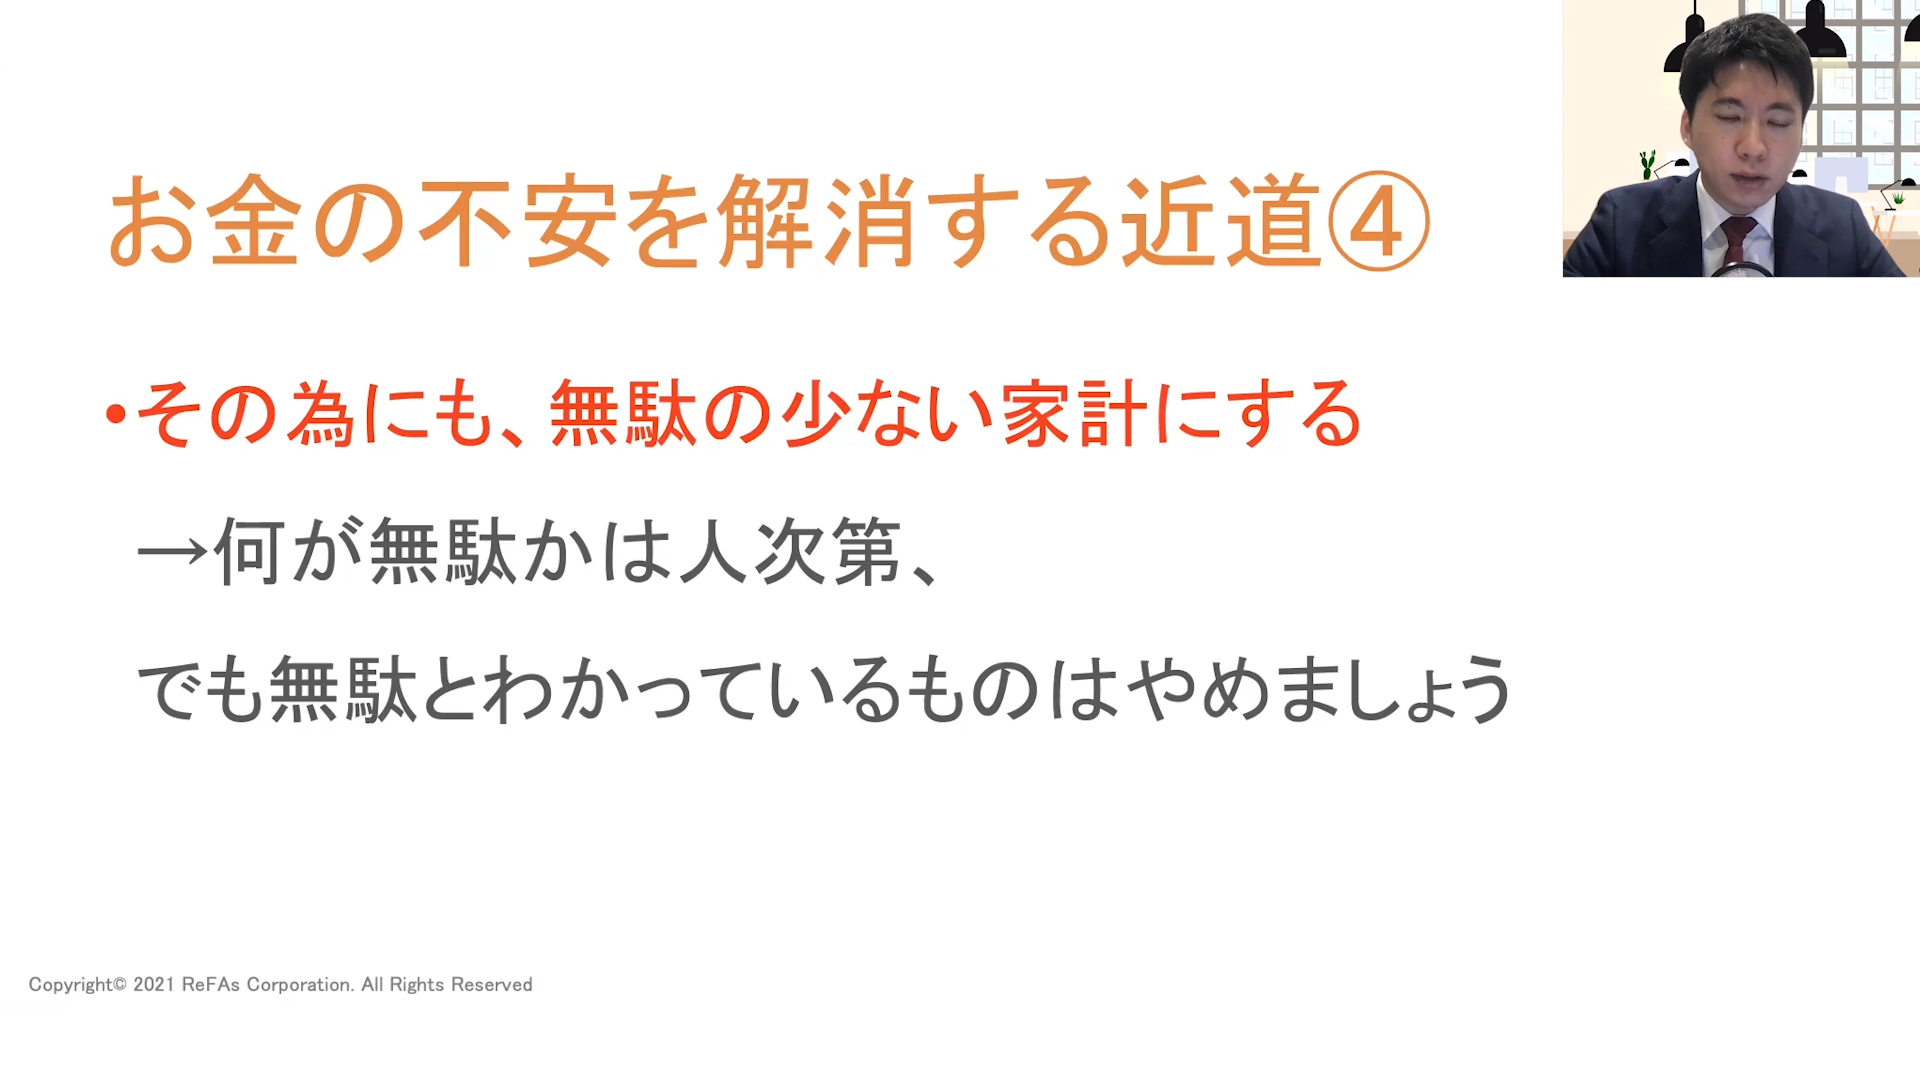 お金の不安を解消する近道④
•その為にも、無駄の少ない家計にする
→何が無駄かは人次第、
でも無駄とわかっているものはやめましょう
Copyright© 2021 ReFAs Corporation. All Rights Reserved